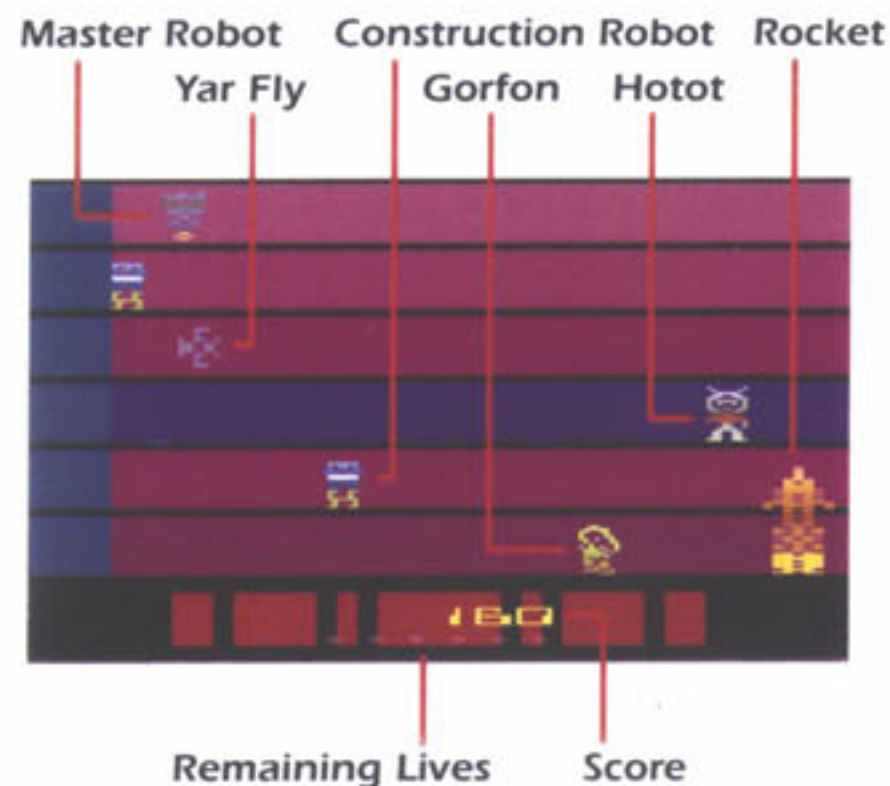 Master Robot Construction Robot Rocket
Yar Fly Gorfon Hotot
160
Remaining Lives Score